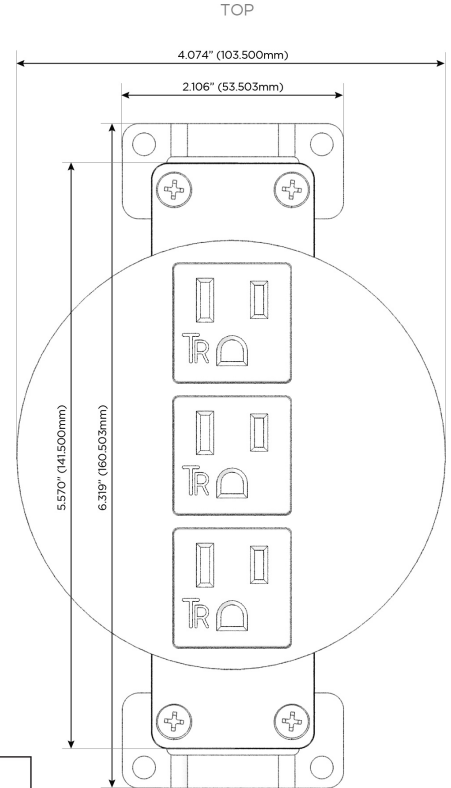 TOP
4.074" (103.500mm)
2.106" (53.503mm)
TR
5.570" (141.500mm)
6.319" (160.503mm)
TR
TR